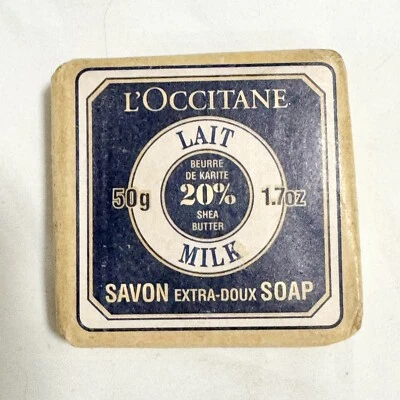 L'OCCITANE
LAIT
BEURRE
DE KARITE
50g 20% 1.7oz
SHEA
BUTTER
MILK
SAVON EXTRA-DOUX SOAP